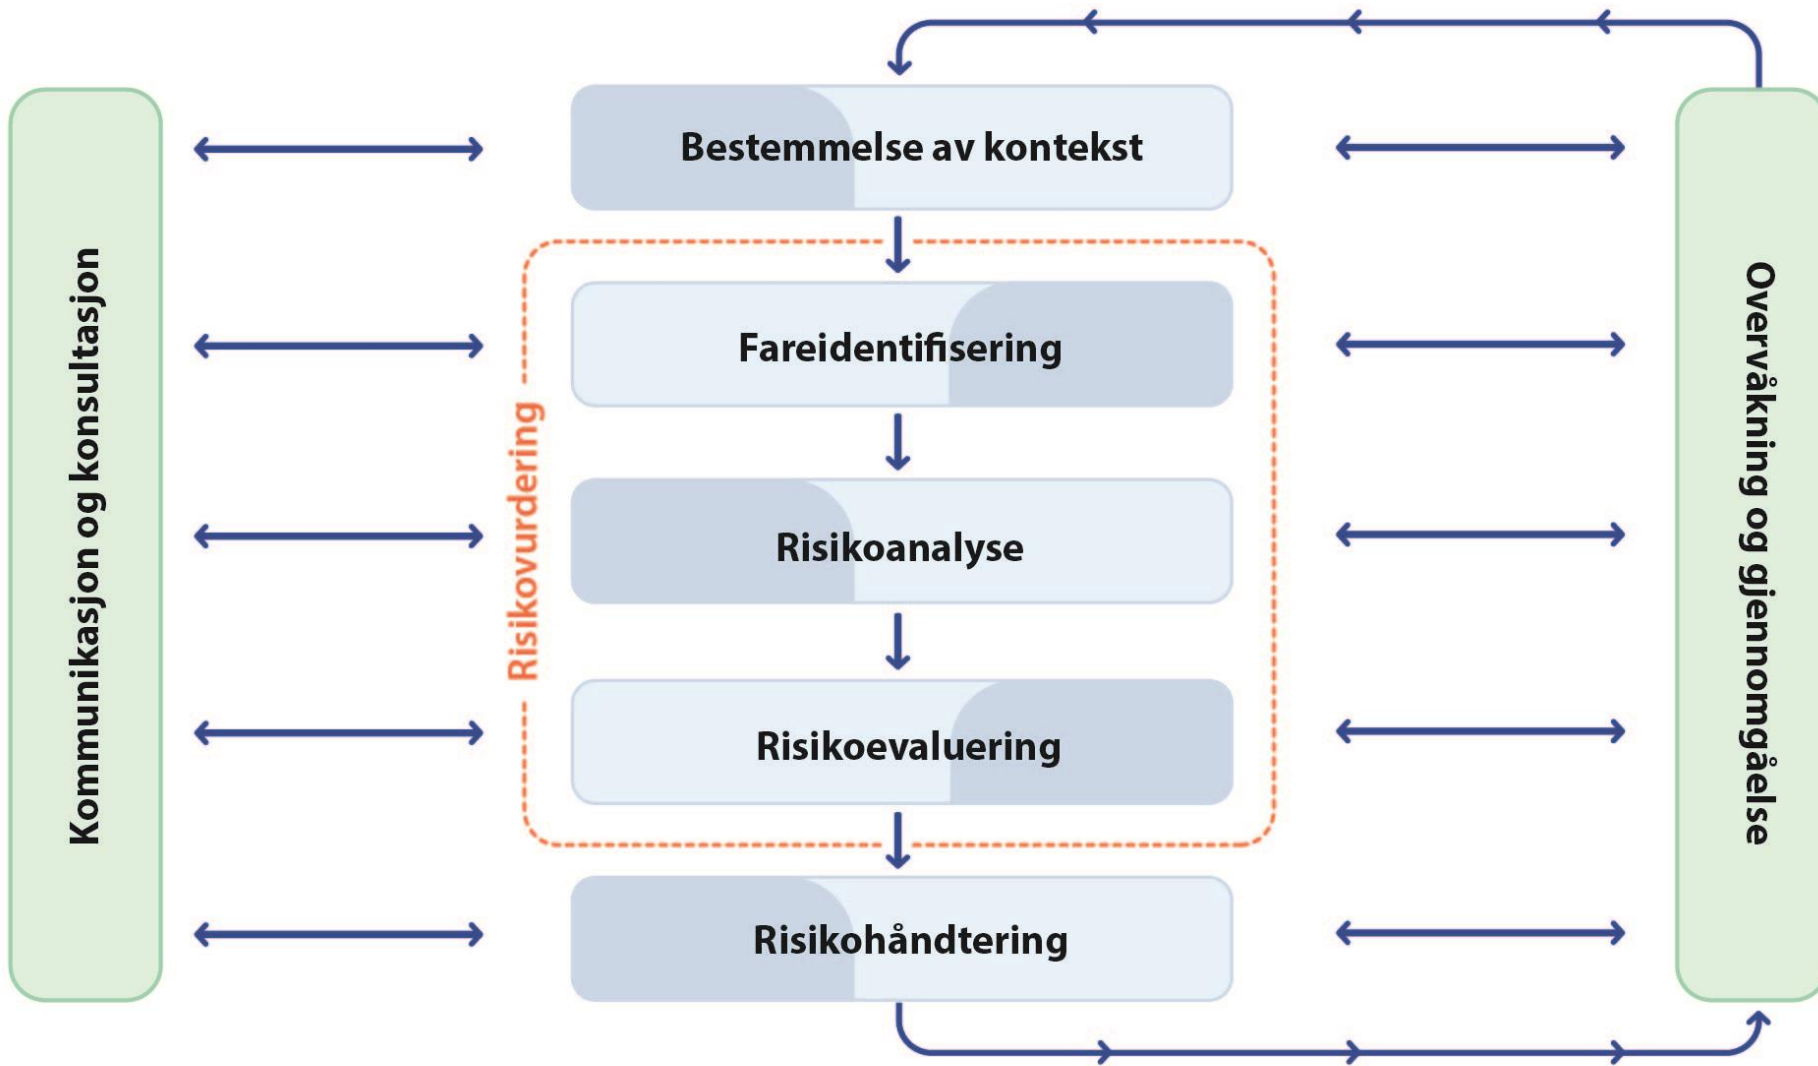 Bestemmelse av kontekst
Kommunikasjon og konsultasjon
Risikovurdering
Fareidentifisering
Risikoanalyse
Risikoevaluering
Risikohåndtering
Overvåkning og gjennomgåelse